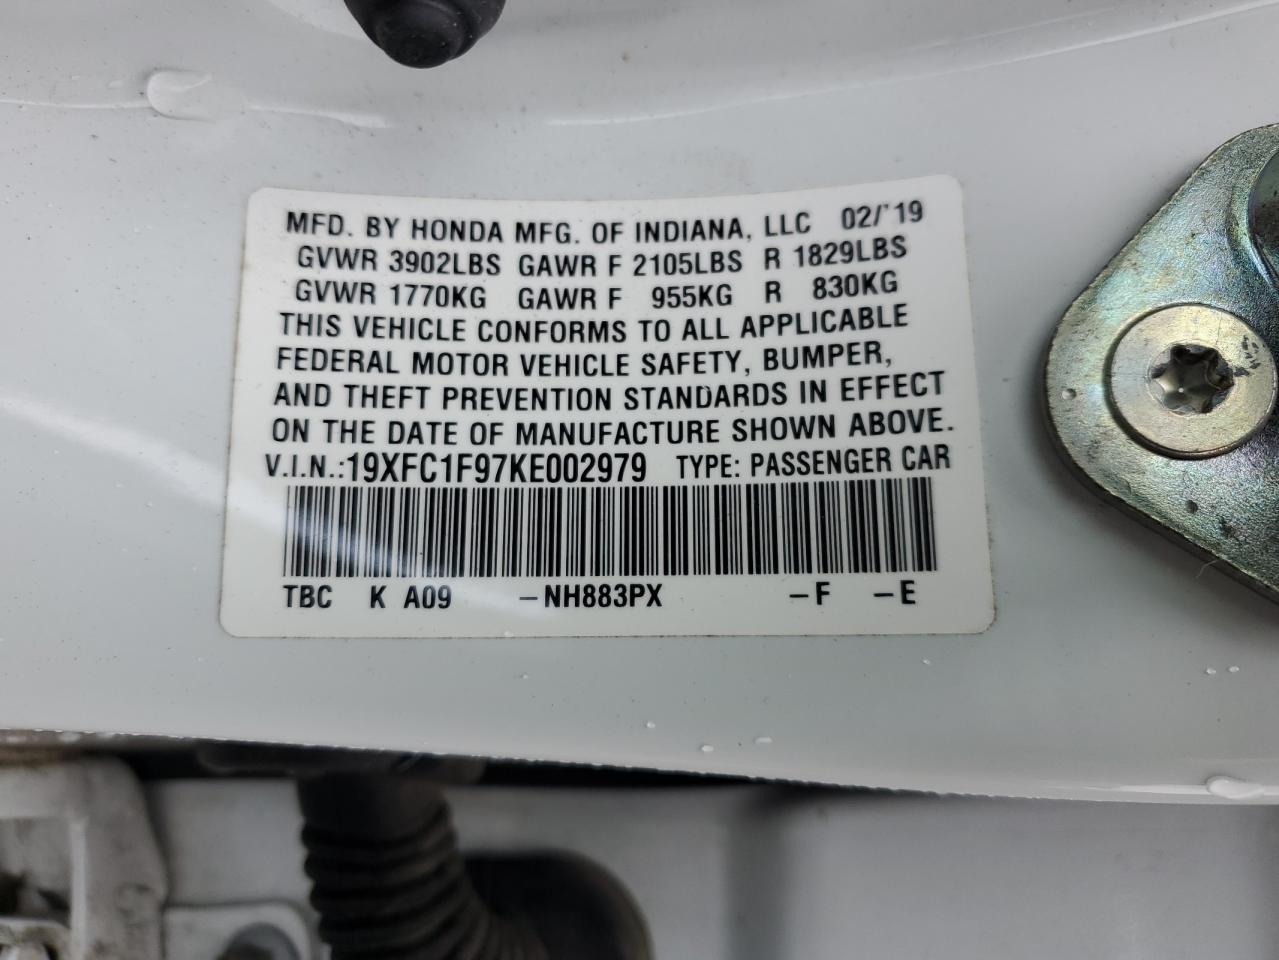 MFD. BY HONDA MFG. OF INDIANA, LLC 02/'19
GVWR 3902LBS GAWR F 2105LBS R 1829LBS
GVWR 1770KG GAWR F 955KG R 830KG
THIS VEHICLE CONFORMS TO ALL APPLICABLE
FEDERAL MOTOR VEHICLE SAFETY, BUMPER,
AND THEFT PREVENTION STANDARDS IN EFFECT
ON THE DATE OF MANUFACTURE SHOWN ABOVE.
V.I.N.:19XFC1F97KE002979 TYPE: PASSENGER CAR
TBC K A09 –NH883PX –F –E